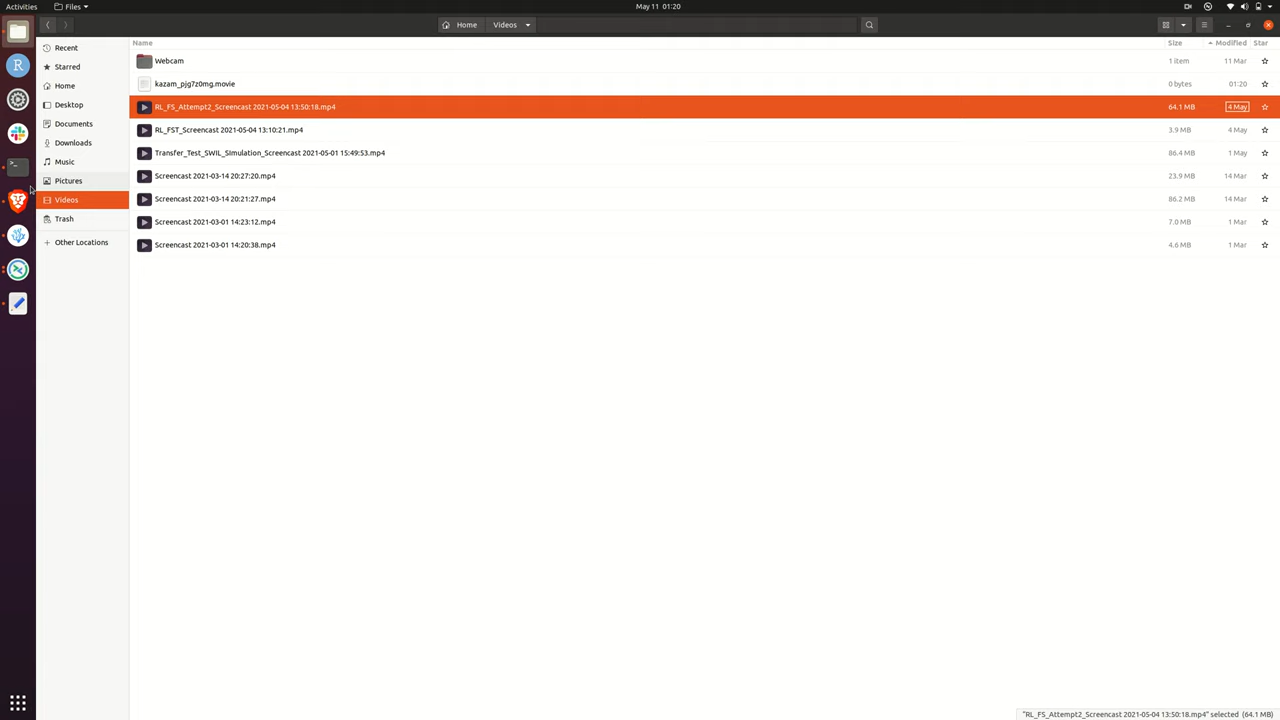 Activities Files May 11 01:20
Home Videos
Recent
Starred
Home
Desktop
Documents
Downloads
Music
Pictures
Videos
Trash
Other Locations
Name Size Modified Star
Webcam 1 item 11 Mar
kazam_pjg7z0mg.movie 0 bytes 01:20
RL_FS_Attempt2_Screencast 2021-05-04 13:50:18.mp4 64.1 MB 4 May
RL_FST_Screencast 2021-05-04 13:10:21.mp4 3.9 MB 4 May
Transfer_Test_SWIL_SImulation_Screencast 2021-05-01 15:49:53.mp4 86.4 MB 1 May
Screencast 2021-03-14 20:27:20.mp4 23.9 MB 14 Mar
Screencast 2021-03-14 20:21:27.mp4 86.2 MB 14 Mar
Screencast 2021-03-01 14:23:12.mp4 7.0 MB 1 Mar
Screencast 2021-03-01 14:20:38.mp4 4.6 MB 1 Mar
"RL_FS_Attempt2_Screencast 2021-05-04 13:50:18.mp4" selected (64.1 MB)